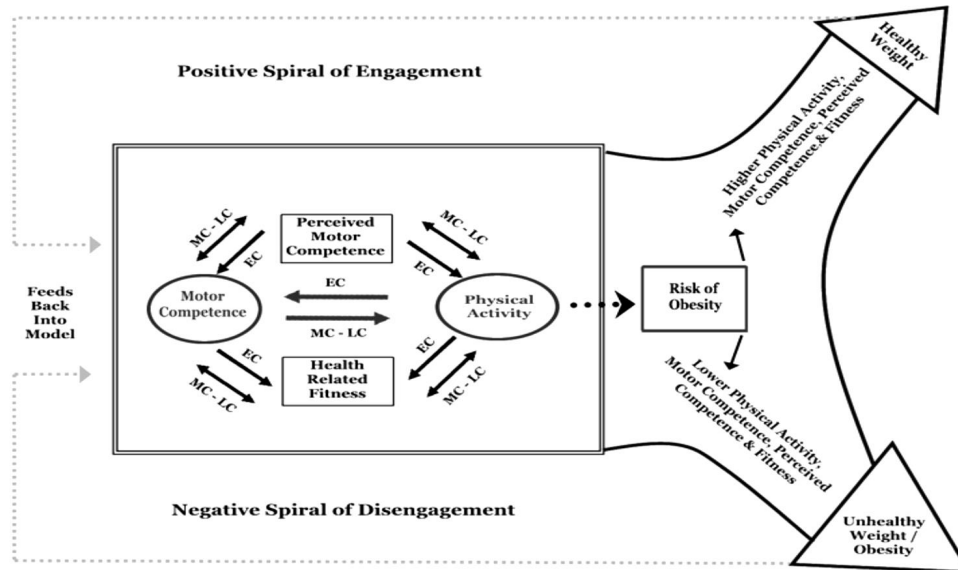 Healthy
Weight
Positive Spiral of Engagement
Higher Physical Activity,
Motor Competence, Perceived
Competence & Fitness
MC - LC
Perceived
Motor
Competence
MC - LC
EC
EC
Feeds
Back
Into
Model
Motor
Competence
EC
MC - LC
Physical
Activity
Risk of
Obesity
EC
Health
Related
Fitness
EC
MC - LC
MC - LC
Lower Physical Activity,
Motor Competence, Perceived
Competence & Fitness
Negative Spiral of Disengagement
Unhealthy
Weight /
Obesity